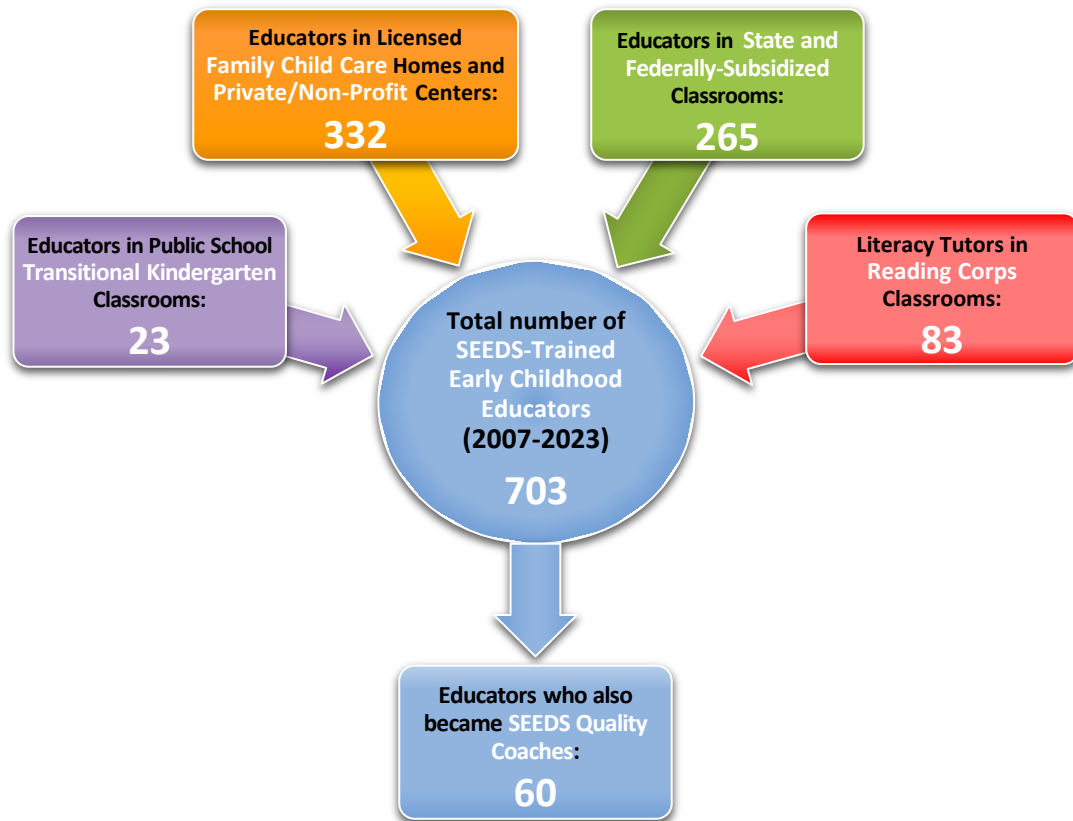 Educators in Licensed
Family Child Care Homes and
Private/Non-Profit Centers:
332
Educators in State and
Federally-Subsidized
Classrooms:
265
Educators in Public School
Transitional Kindergarten
Classrooms:
23
Literacy Tutors in
Reading Corps
Classrooms:
83
Total number of
SEEDS-Trained
Early Childhood
Educators
(2007-2023)
703
Educators who also
became SEEDS Quality
Coaches:
60